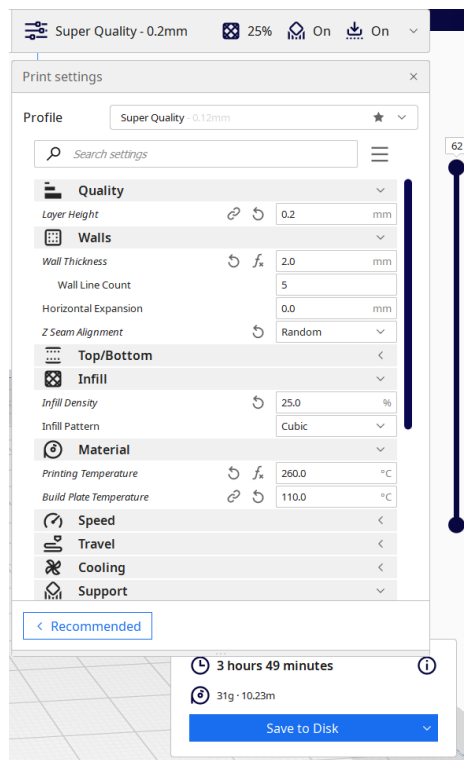 Super Quality - 0.2mm 25% On On
Print settings
Profile Super Quality - 0.12mm
Search settings
62
Quality
Layer Height 0.2 mm
Walls
Wall Thickness 2.0 mm
Wall Line Count 5
Horizontal Expansion 0.0 mm
Z Seam Alignment Random
Top/Bottom
Infill
Infill Density 25.0 %
Infill Pattern Cubic
Material
Printing Temperature 260.0 °C
Build Plate Temperature 110.0 °C
Speed
Travel
Cooling
Support
Recommended
3 hours 49 minutes
31g · 10.23m
Save to Disk